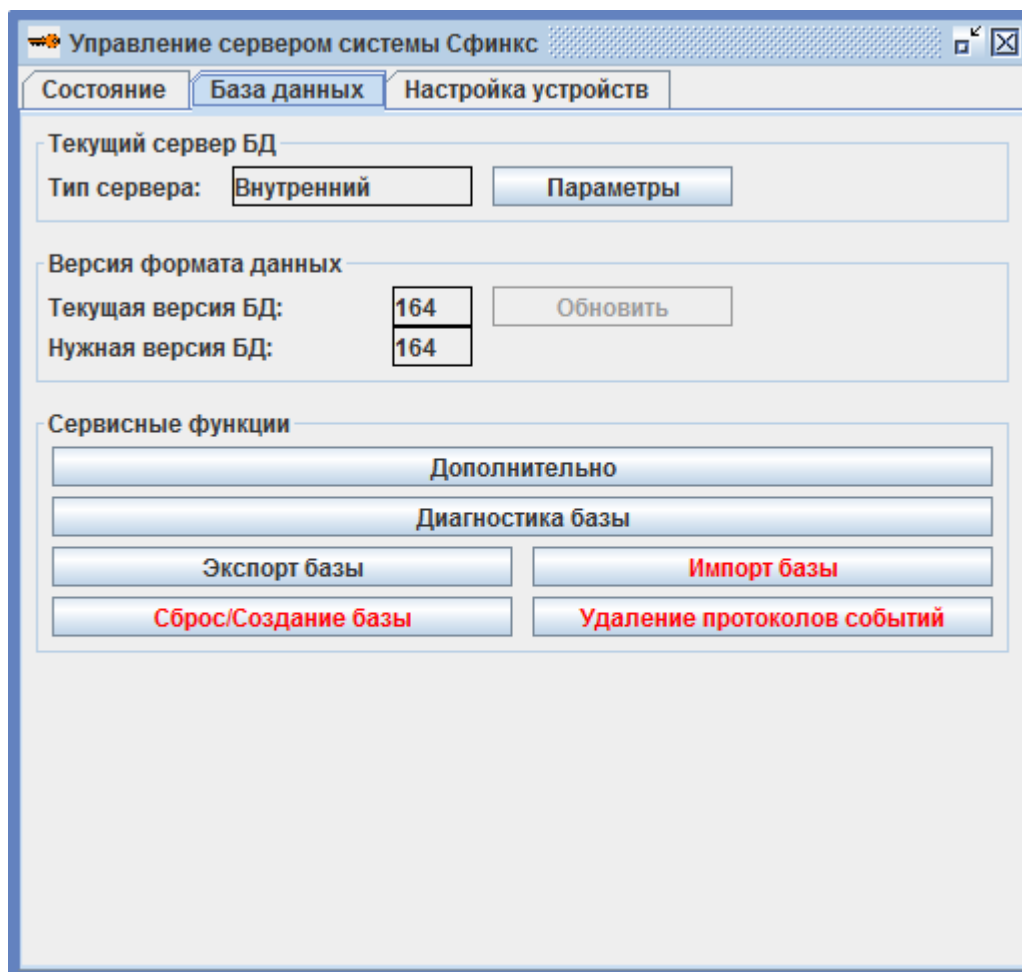 Управление сервером системы Сфинкс
Состояние База данных Настройка устройств
Текущий сервер БД
Тип сервера: Внутренний Параметры
Версия формата данных
Текущая версия БД: 164 Обновить
Нужная версия БД: 164
Сервисные функции
Дополнительно
Диагностика базы
Экспорт базы Импорт базы
Сброс/Создание базы Удаление протоколов событий